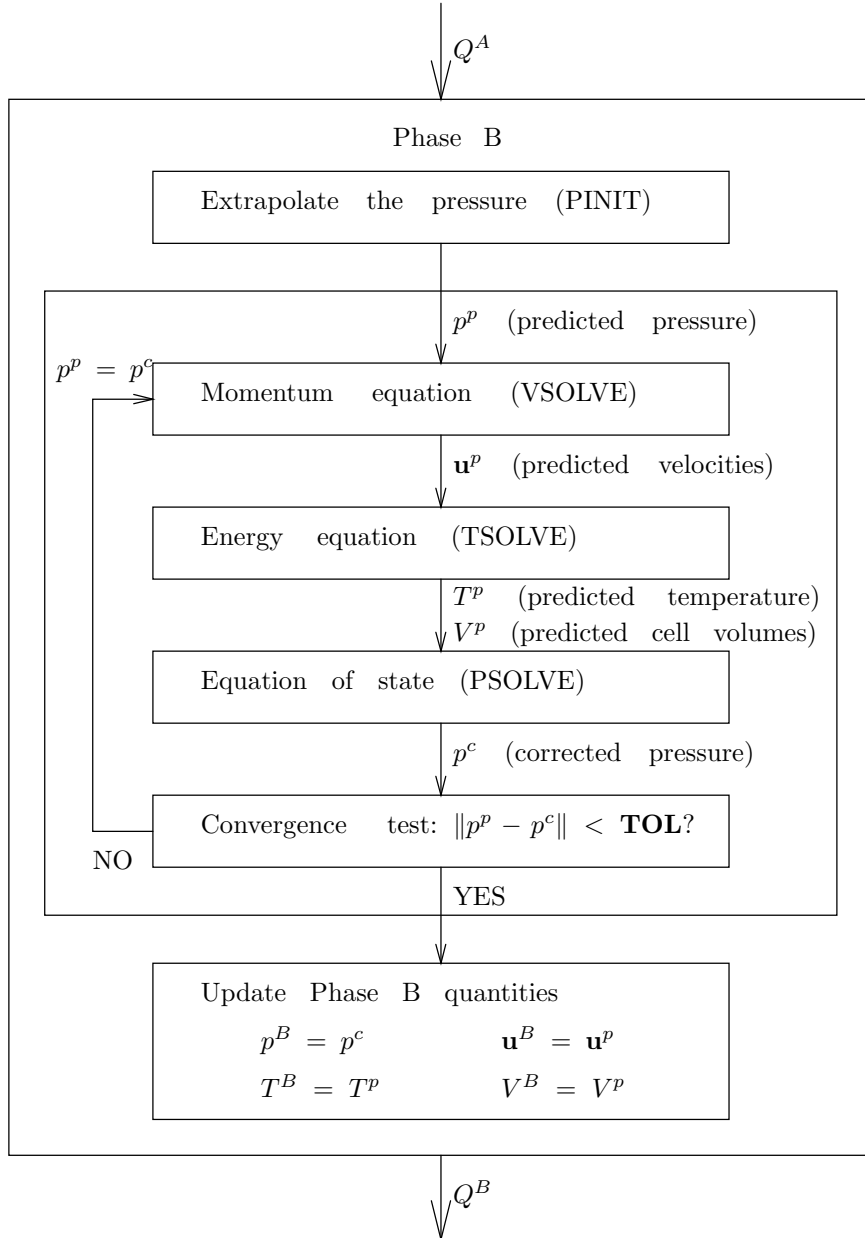 Q^A
Phase B
Extrapolate the pressure (PINIT)
p^p (predicted pressure)
p^p = p^c
Momentum equation (VSOLVE)
u^p (predicted velocities)
Energy equation (TSOLVE)
T^p (predicted temperature)
V^p (predicted cell volumes)
Equation of state (PSOLVE)
p^c (corrected pressure)
Convergence test: ‖p^p − p^c‖ < TOL?
NO
YES
Update Phase B quantities
p^B = p^c u^B = u^p
T^B = T^p V^B = V^p
Q^B